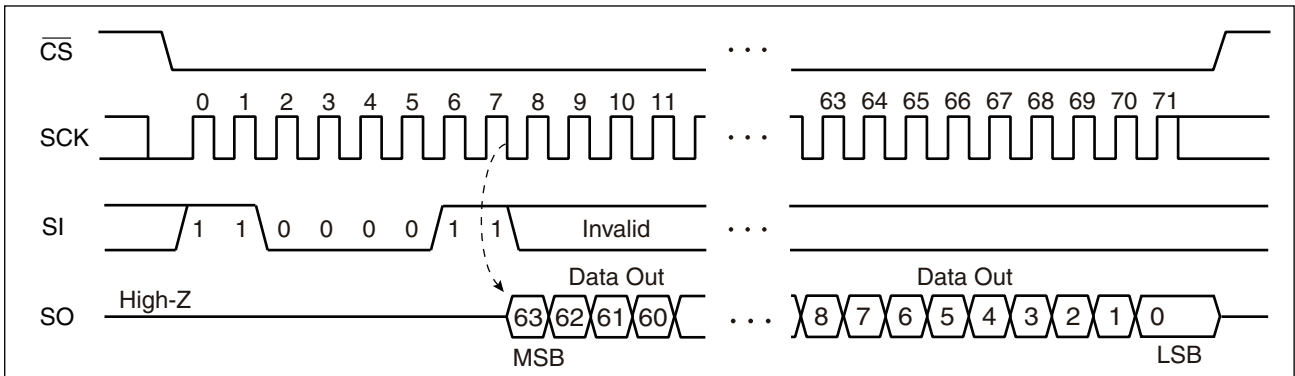 CS
. . .
0 1 2 3 4 5 6 7 8 9 10 11 63 64 65 66 67 68 69 70 71
SCK
. . .
SI 1 1 0 0 0 0 1 1 Invalid . . .
Data Out Data Out
High-Z
SO 63 62 61 60 . . . 8 7 6 5 4 3 2 1 0
MSB LSB